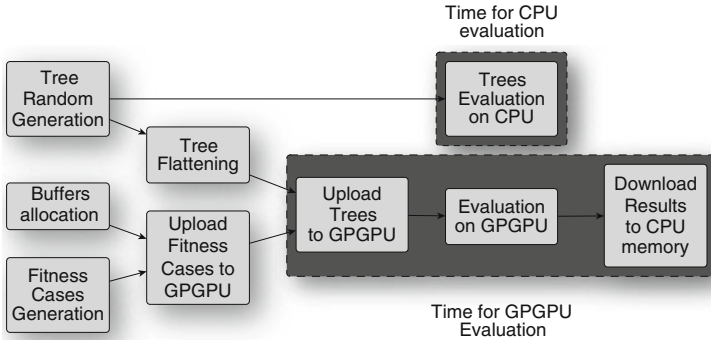 Time for CPU
evaluation
Tree
Random
Generation
Trees
Evaluation
on CPU
Tree
Flattening
Buffers
allocation
Upload
Fitness
Cases to
GPGPU
Fitness
Cases
Generation
Upload
Trees
to GPGPU
Evaluation
on GPGPU
Download
Results
to CPU
memory
Time for GPGPU
Evaluation